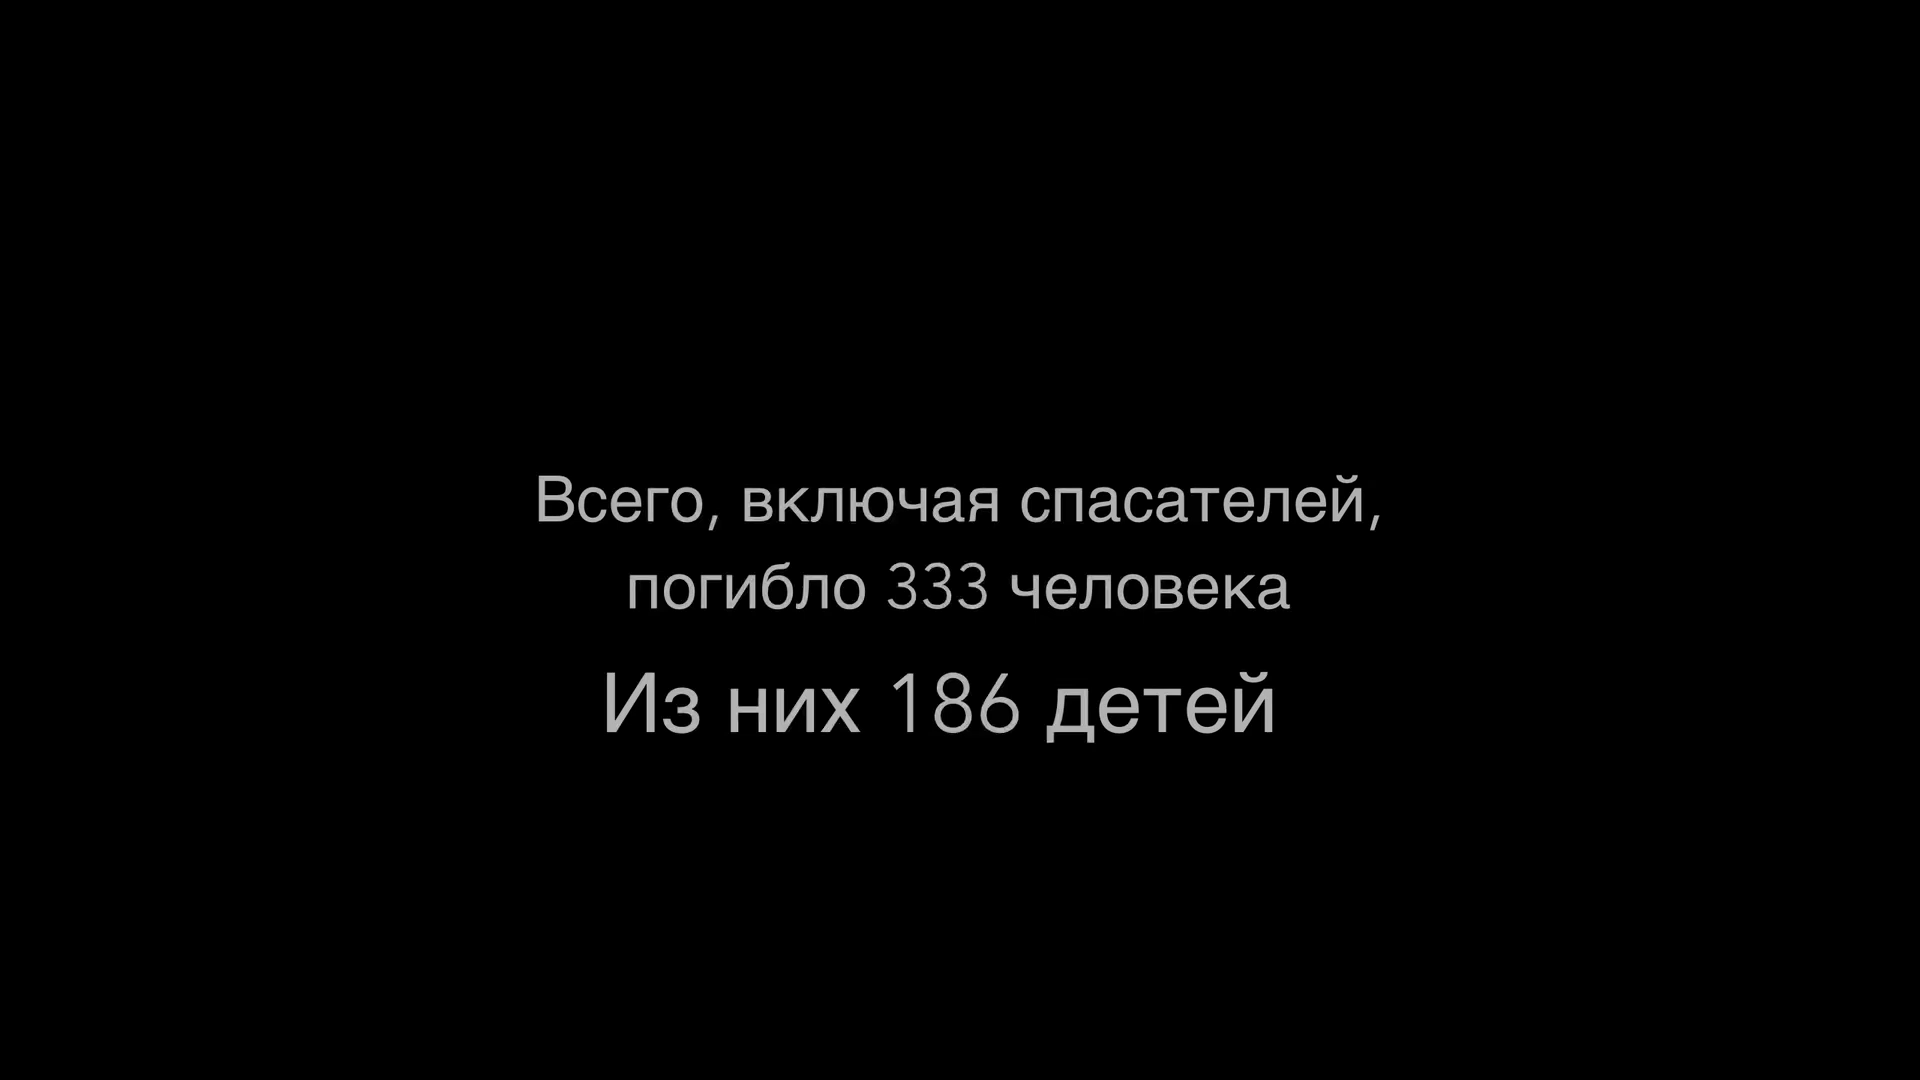 Всего, включая спасателей,
погибло 333 человека
Из них 186 детей